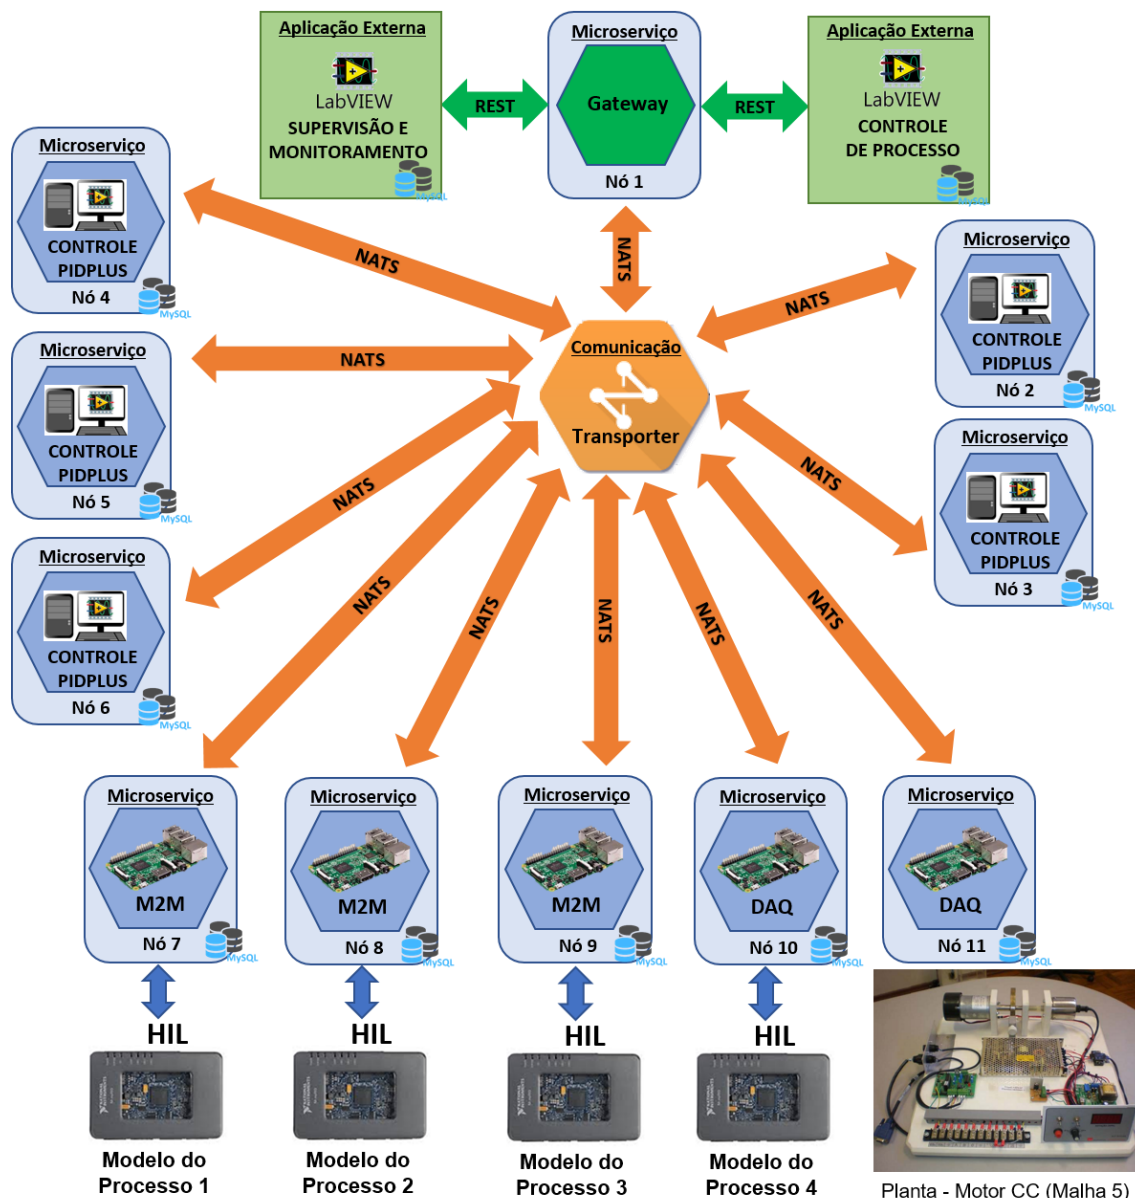 Aplicação Externa
LabVIEW
SUPERVISÃO E
MONITORAMENTO
MySQL
REST
Microserviço
Gateway
Nó 1
REST
Aplicação Externa
LabVIEW
CONTROLE
DE PROCESSO
MySQL
Microserviço
CONTROLE
PIDPLUS
Nó 4
MySQL
NATS
NATS
NATS
Microserviço
CONTROLE
PIDPLUS
Nó 2
MySQL
Microserviço
CONTROLE
PIDPLUS
Nó 5
MySQL
NATS
Comunicação
Transporter
NATS
Microserviço
CONTROLE
PIDPLUS
Nó 3
MySQL
Microserviço
CONTROLE
PIDPLUS
Nó 6
MySQL
NATS
NATS
NATS
NATS
NATS
NATS
Microserviço
M2M
Nó 7
MySQL
Microserviço
M2M
Nó 8
MySQL
Microserviço
M2M
Nó 9
MySQL
Microserviço
DAQ
Nó 10
MySQL
Microserviço
DAQ
Nó 11
MySQL
HIL
HIL
HIL
HIL
Modelo do
Processo 1
Modelo do
Processo 2
Modelo do
Processo 3
Modelo do
Processo 4
Planta - Motor CC (Malha 5)